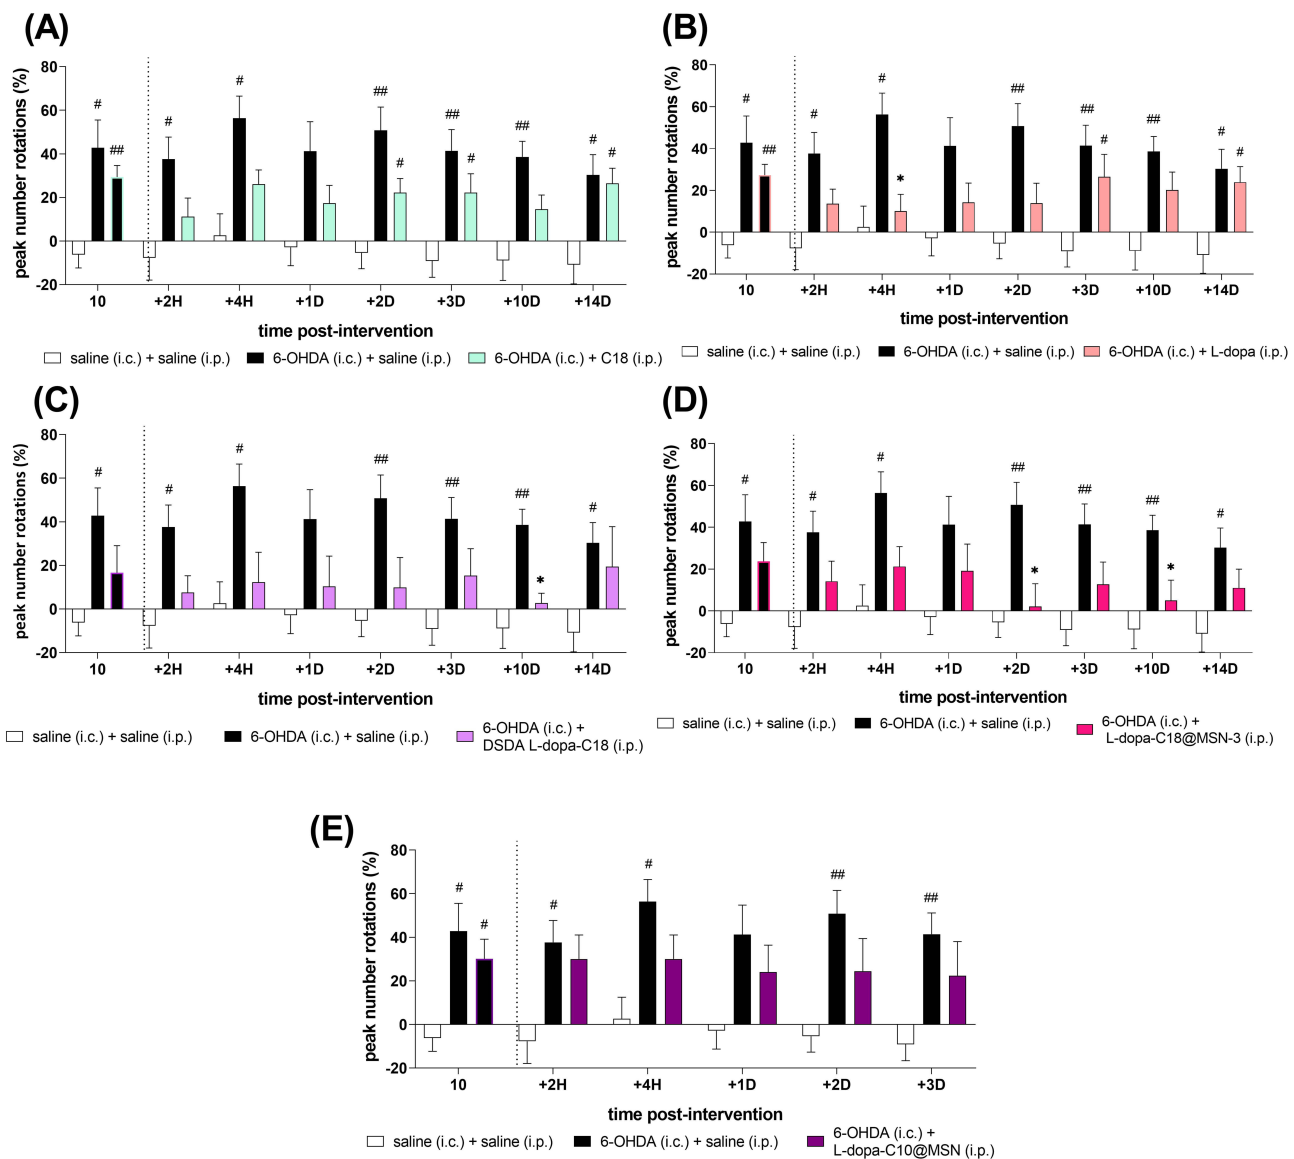 (A)
peak number rotations (%)
80
60
40
20
0
-20
# ## # # ## # ## # ## # #
10 +2H +4H +1D +2D +3D +10D +14D
time post-intervention
saline (i.c.) + saline (i.p.) 6-OHDA (i.c.) + saline (i.p.) 6-OHDA (i.c.) + C18 (i.p.)
(B)
peak number rotations (%)
80
60
40
20
0
-20
# ## # # * ## ## # ## # #
10 +2H +4H +1D +2D +3D +10D +14D
time post-intervention
saline (i.c.) + saline (i.p.) 6-OHDA (i.c.) + saline (i.p.) 6-OHDA (i.c.) + L-dopa (i.p.)
(C)
peak number rotations (%)
80
60
40
20
0
-20
# # # ## ## ## * #
10 +2H +4H +1D +2D +3D +10D +14D
time post-intervention
saline (i.c.) + saline (i.p.) 6-OHDA (i.c.) + saline (i.p.) 6-OHDA (i.c.) +
DSDA L-dopa-C18 (i.p.)
(D)
peak number rotations (%)
80
60
40
20
0
-20
# # # ## * ## ## * #
10 +2H +4H +1D +2D +3D +10D +14D
time post-intervention
saline (i.c.) + saline (i.p.) 6-OHDA (i.c.) + saline (i.p.) 6-OHDA (i.c.) +
L-dopa-C18@MSN-3 (i.p.)
(E)
peak number rotations (%)
80
60
40
20
0
-20
# # # # ## ##
10 +2H +4H +1D +2D +3D
time post-intervention
saline (i.c.) + saline (i.p.) 6-OHDA (i.c.) + saline (i.p.) 6-OHDA (i.c.) +
L-dopa-C10@MSN (i.p.)